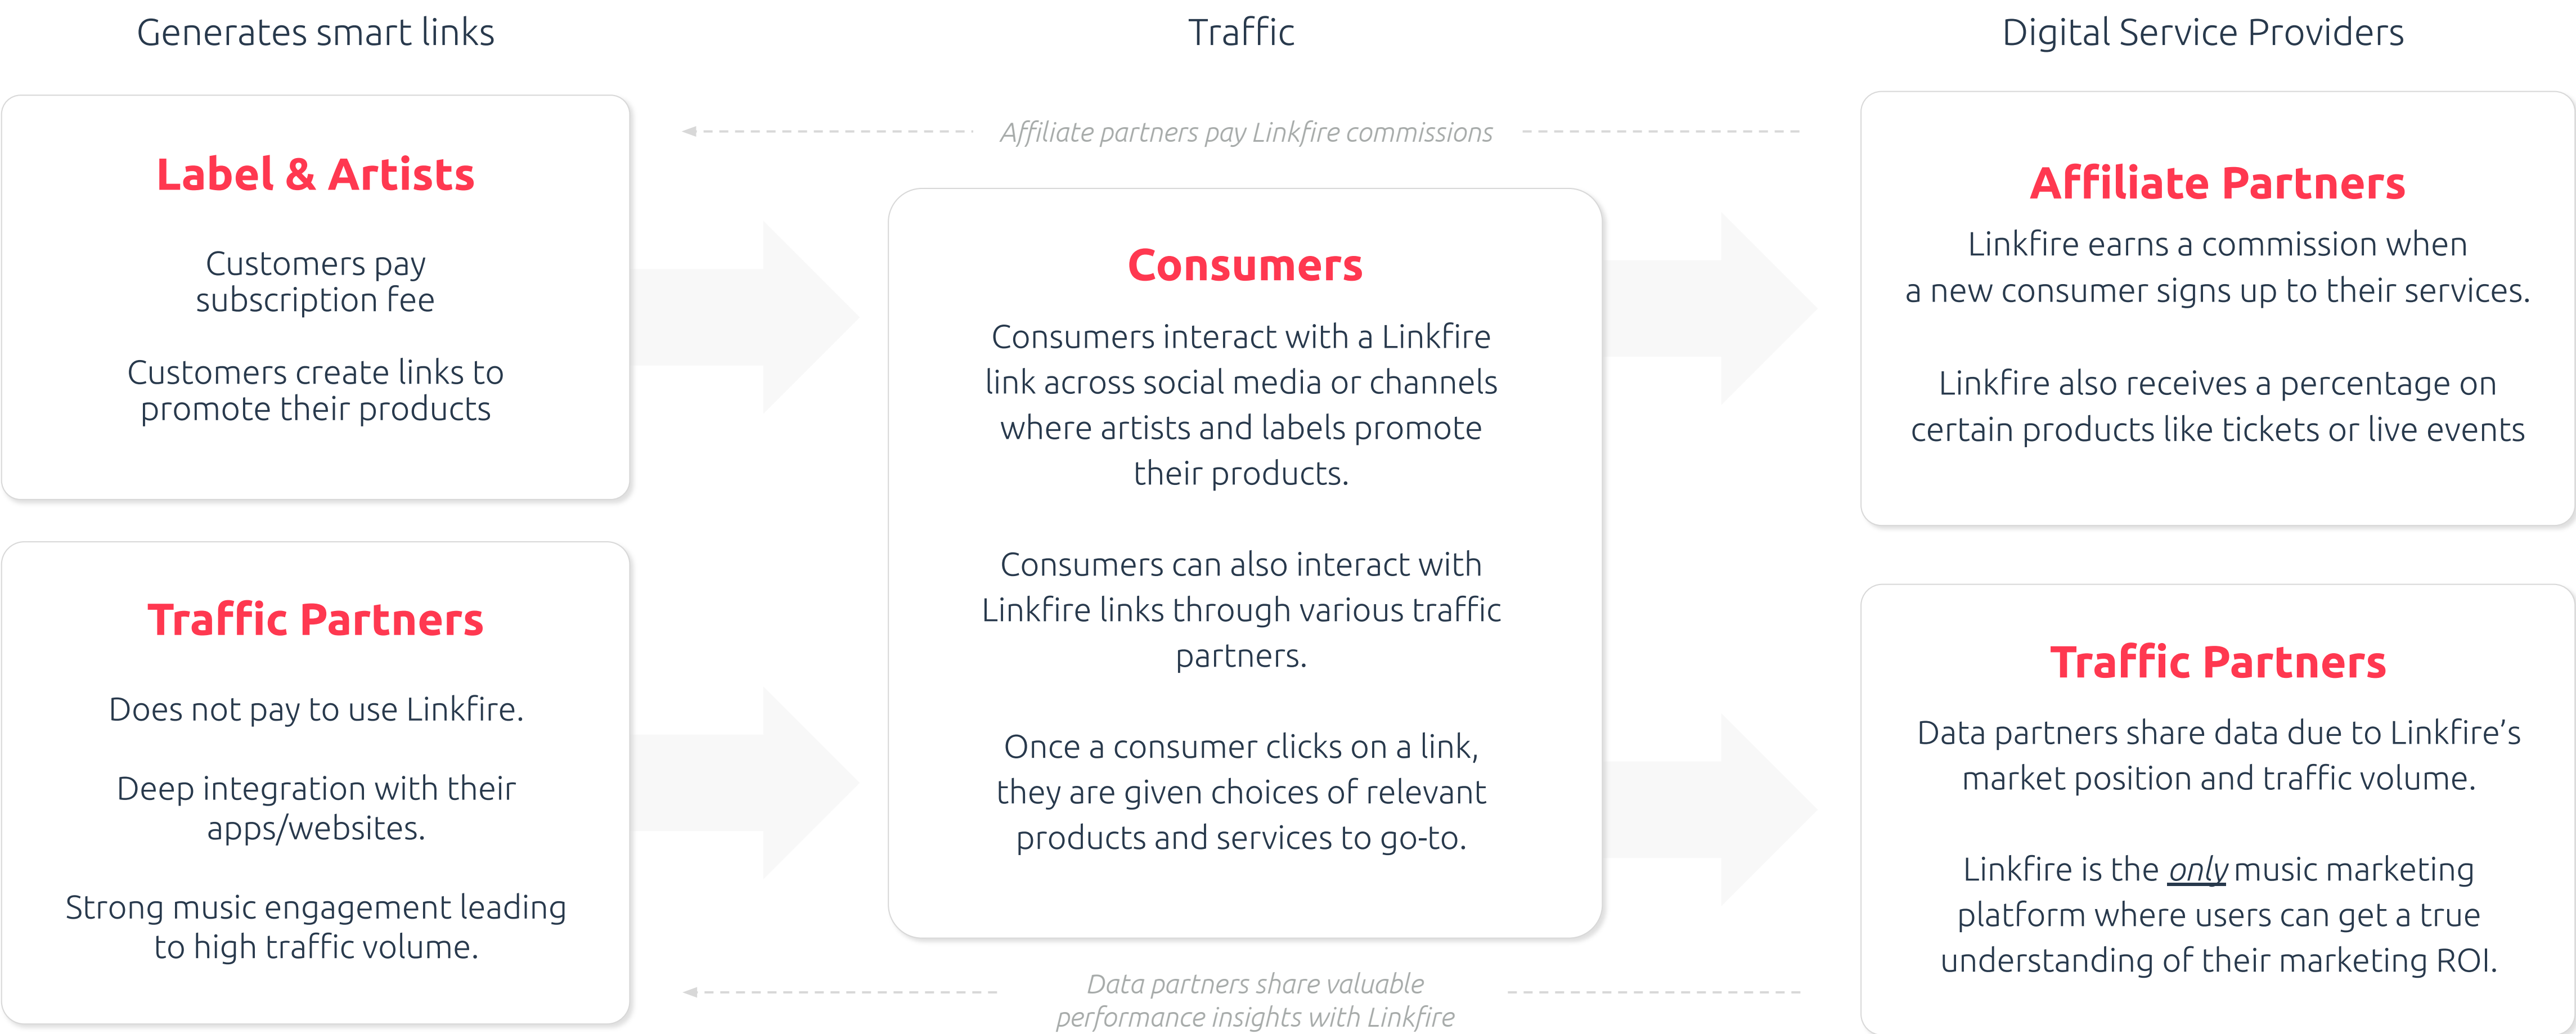 Generates smart links
Traffic
Digital Service Providers
Label & Artists
Customers pay
subscription fee
Customers create links to
promote their products
Traffic Partners
Does not pay to use Linkfire.
Deep integration with their
apps/websites.
Strong music engagement leading
to high traffic volume.
Affiliate partners pay Linkfire commissions
Consumers
Consumers interact with a Linkfire
link across social media or channels
where artists and labels promote
their products.
Consumers can also interact with
Linkfire links through various traffic
partners.
Once a consumer clicks on a link,
they are given choices of relevant
products and services to go-to.
Data partners share valuable
performance insights with Linkfire
Affiliate Partners
Linkfire earns a commission when
a new consumer signs up to their services.
Linkfire also receives a percentage on
certain products like tickets or live events
Traffic Partners
Data partners share data due to Linkfire’s
market position and traffic volume.
Linkfire is the only music marketing
platform where users can get a true
understanding of their marketing ROI.